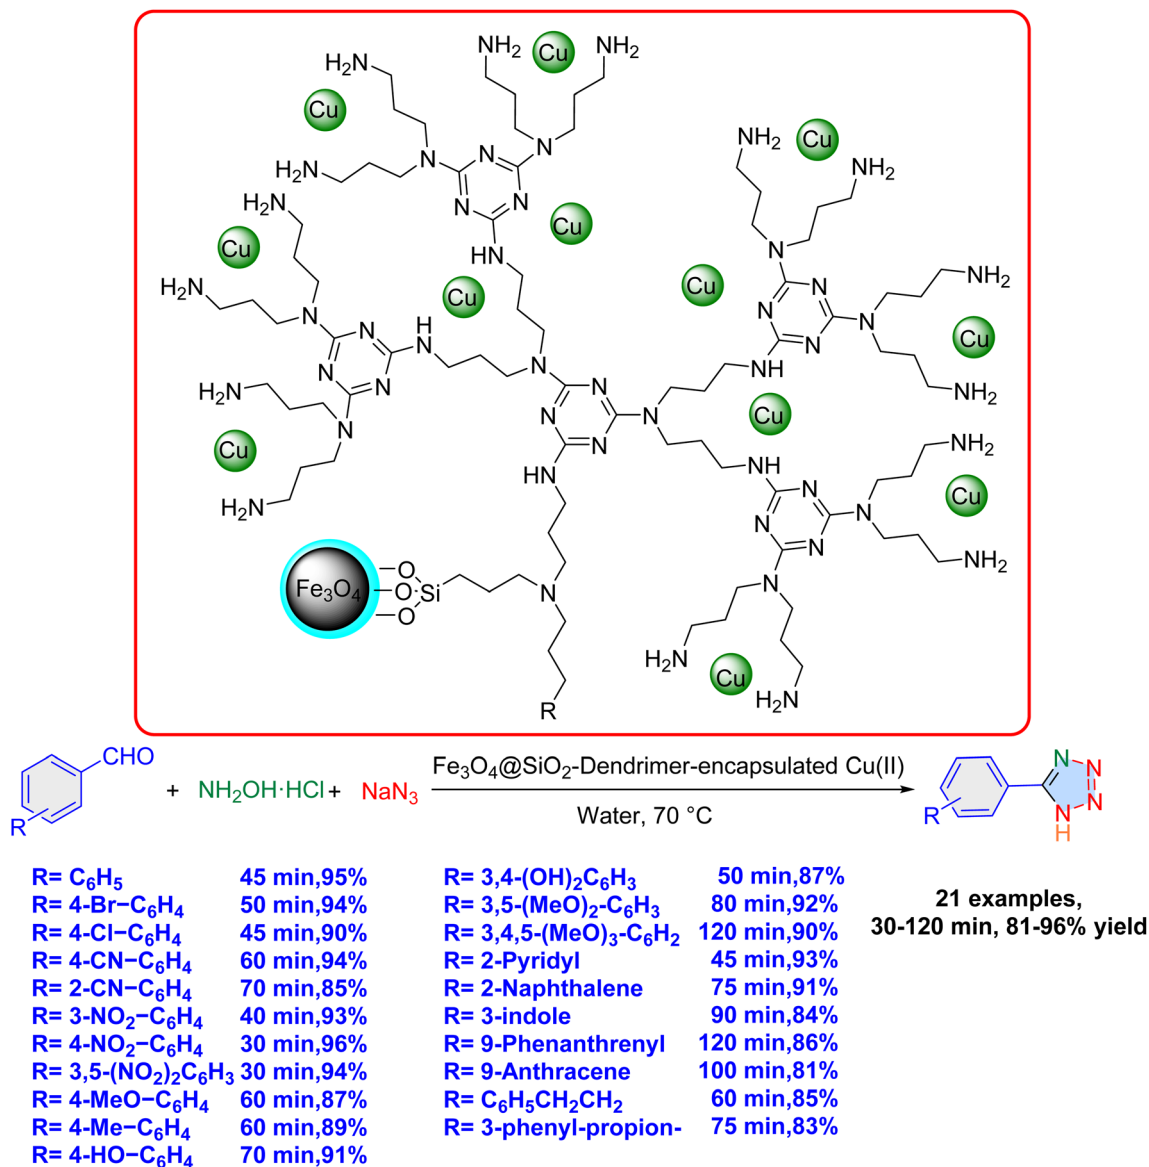 NH₂ Cu NH₂
H₂N
Cu
N
N N
H₂N N N N
NH₂ Cu
NH₂
H₂N
Cu Cu
HN
N
Cu Cu
H₂N
N N NH₂
H
N N N N N Cu
N N
N N NH
H₂N N N NH₂
N N Cu
N N
Cu NH₂
HN NH
H₂N N N Cu
N N
N NH₂
Fe₃O₄ O
O Si
O
N N
H₂N Cu
H₂N
R
CHO
R
+ NH₂OH·HCl + NaN₃
Fe₃O₄@SiO₂-Dendrimer-encapsulated Cu(II)
Water, 70 °C
N
N
N
N
H
R
R= C₆H₅ 45 min,95%
R= 4-Br−C₆H₄ 50 min,94%
R= 4-Cl−C₆H₄ 45 min,90%
R= 4-CN−C₆H₄ 60 min,94%
R= 2-CN−C₆H₄ 70 min,85%
R= 3-NO₂−C₆H₄ 40 min,93%
R= 4-NO₂−C₆H₄ 30 min,96%
R= 3,5-(NO₂)₂C₆H₃ 30 min,94%
R= 4-MeO−C₆H₄ 60 min,87%
R= 4-Me−C₆H₄ 60 min,89%
R= 4-HO−C₆H₄ 70 min,91%
R= 3,4-(OH)₂C₆H₃ 50 min,87%
R= 3,5-(MeO)₂-C₆H₃ 80 min,92%
R= 3,4,5-(MeO)₃-C₆H₂ 120 min,90%
R= 2-Pyridyl 45 min,93%
R= 2-Naphthalene 75 min,91%
R= 3-indole 90 min,84%
R= 9-Phenanthrenyl 120 min,86%
R= 9-Anthracene 100 min,81%
R= C₆H₅CH₂CH₂ 60 min,85%
R= 3-phenyl-propion- 75 min,83%
21 examples,
30-120 min, 81-96% yield